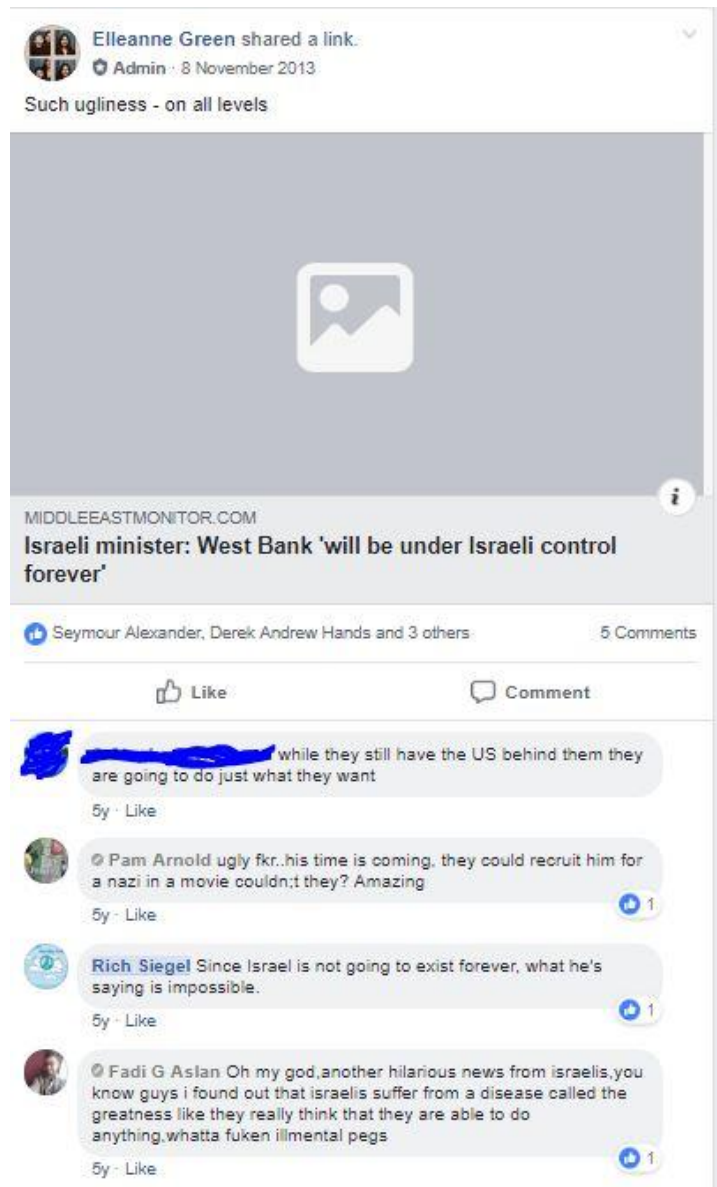 Elleanne Green shared a link.
Admin · 8 November 2013
Such ugliness - on all levels
i
MIDDLEEASTMONITOR.COM
Israeli minister: West Bank 'will be under Israeli control
forever'
Seymour Alexander, Derek Andrew Hands and 3 others 5 Comments
Like Comment
while they still have the US behind them they
are going to do just what they want
5y · Like
Pam Arnold ugly fkr..his time is coming, they could recruit him for
a nazi in a movie couldn;t they? Amazing
1
5y · Like
Rich Siegel Since Israel is not going to exist forever, what he's
saying is impossible.
1
5y · Like
Fadi G Aslan Oh my god,another hilarious news from israelis,you
know guys i found out that israelis suffer from a disease called the
greatness like they really think that they are able to do
anything,whatta fuken illmental pegs
1
5y · Like